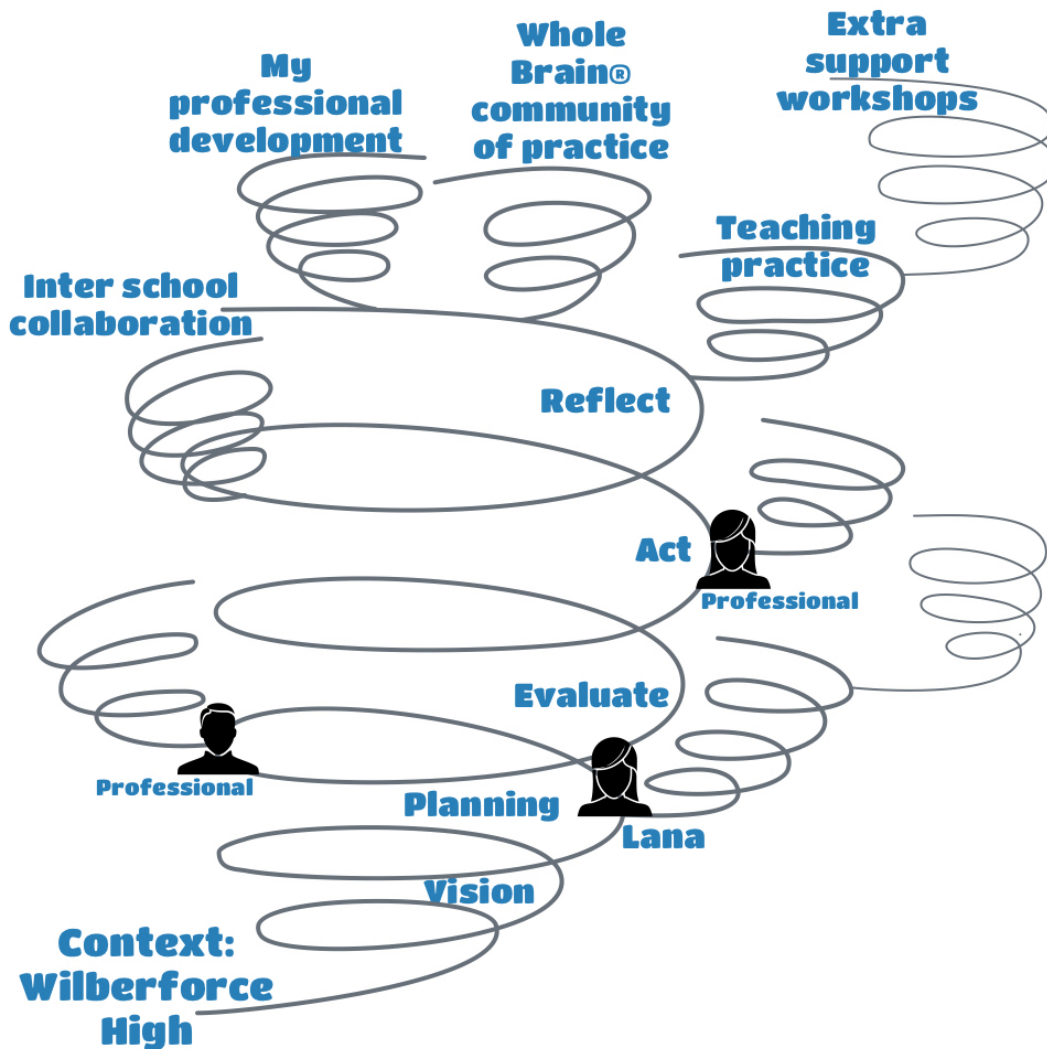 My
professional
development
Whole
Brain®
community
of practice
Extra
support
workshops
Teaching
practice
Inter school
collaboration
Reflect
Act
Professional
Evaluate
Professional
Planning
Lana
Vision
Context:
Wilberforce
High